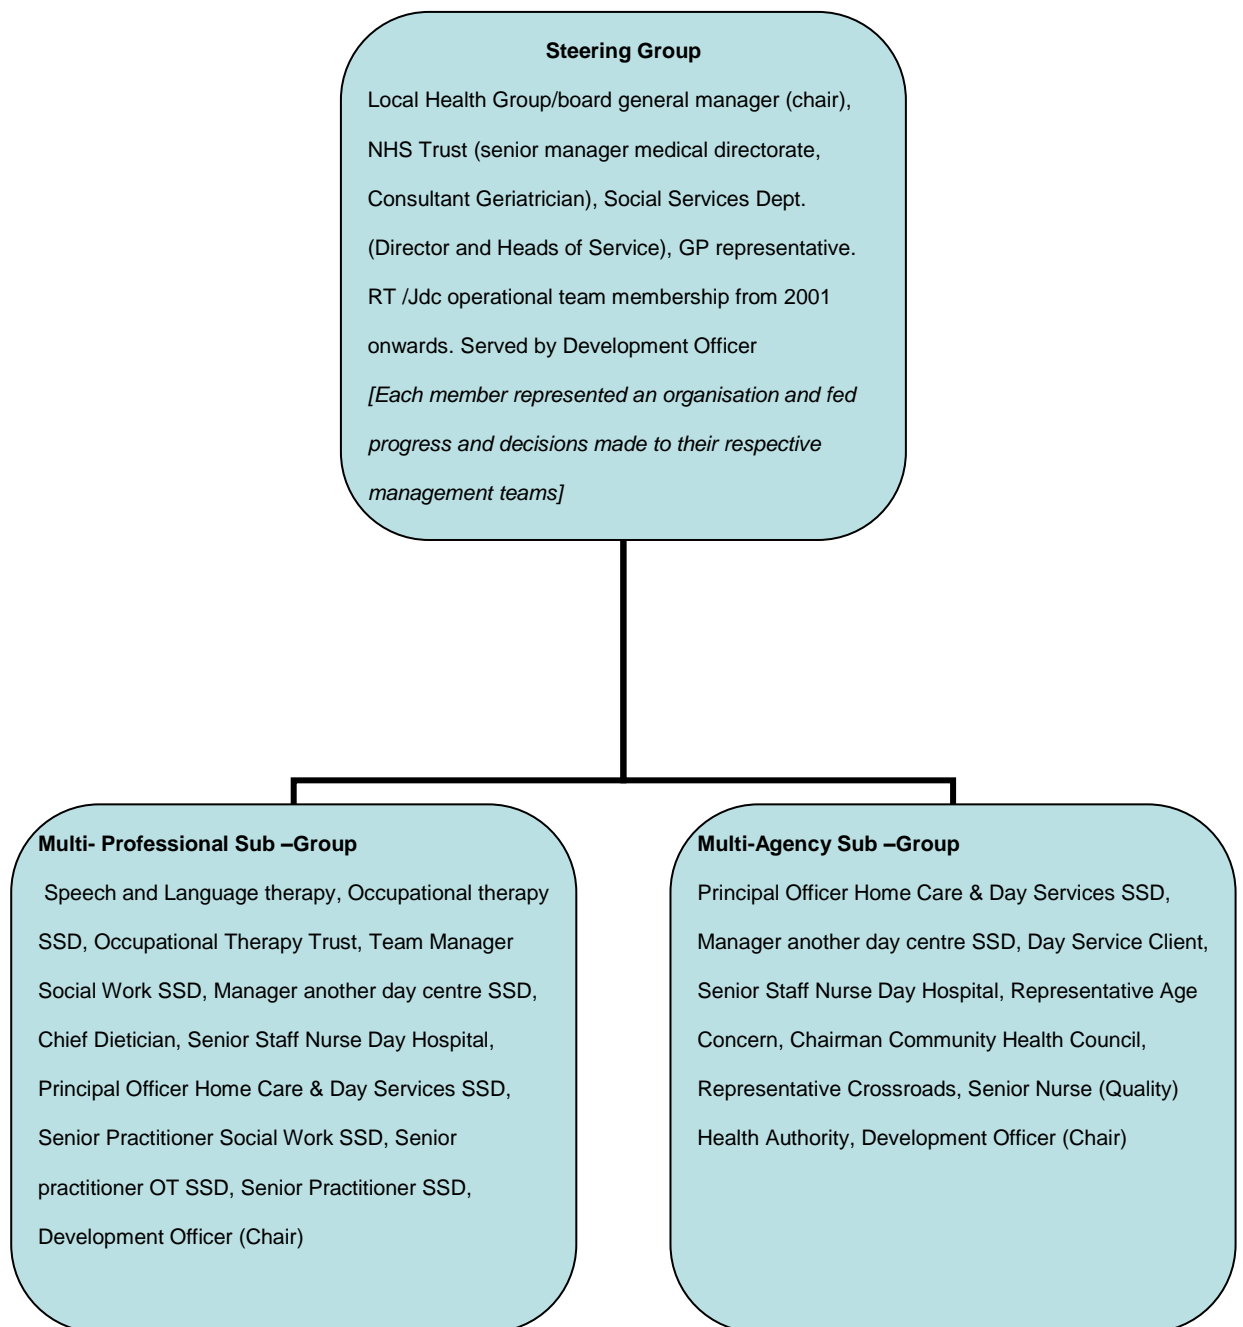 Steering Group
Local Health Group/board general manager (chair),
NHS Trust (senior manager medical directorate,
Consultant Geriatrician), Social Services Dept.
(Director and Heads of Service), GP representative.
RT /Jdc operational team membership from 2001
onwards. Served by Development Officer
[Each member represented an organisation and fed
progress and decisions made to their respective
management teams]
Multi- Professional Sub –Group
Speech and Language therapy, Occupational therapy
SSD, Occupational Therapy Trust, Team Manager
Social Work SSD, Manager another day centre SSD,
Chief Dietician, Senior Staff Nurse Day Hospital,
Principal Officer Home Care & Day Services SSD,
Senior Practitioner Social Work SSD, Senior
practitioner OT SSD, Senior Practitioner SSD,
Development Officer (Chair)
Multi-Agency Sub –Group
Principal Officer Home Care & Day Services SSD,
Manager another day centre SSD, Day Service Client,
Senior Staff Nurse Day Hospital, Representative Age
Concern, Chairman Community Health Council,
Representative Crossroads, Senior Nurse (Quality)
Health Authority, Development Officer (Chair)